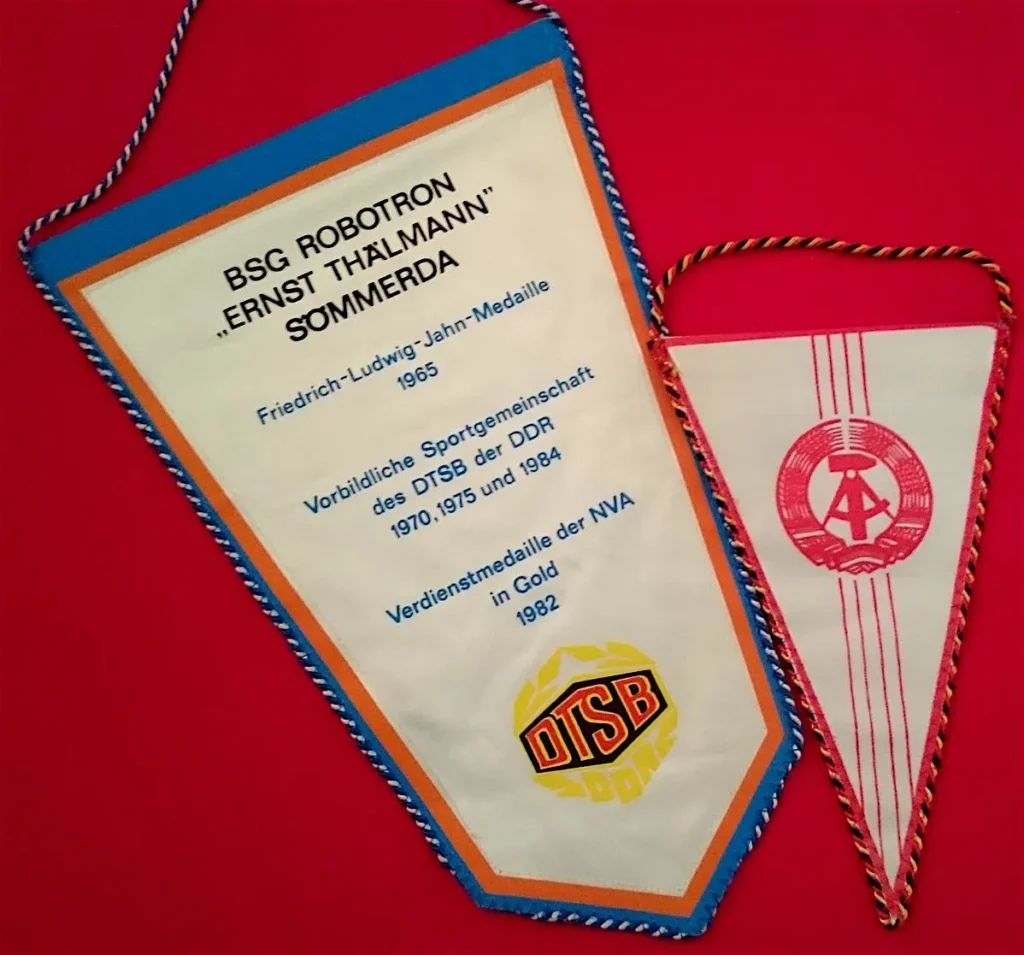 BSG ROBOTRON
„ERNST THÄLMANN”
SÖMMERDA
Friedrich-Ludwig-Jahn-Medaille
1965
Vorbildliche Sportgemeinschaft
des DTSB der DDR
1970, 1975 und 1984
Verdienstmedaille der NVA
in Gold
1982
DTSB
DDR